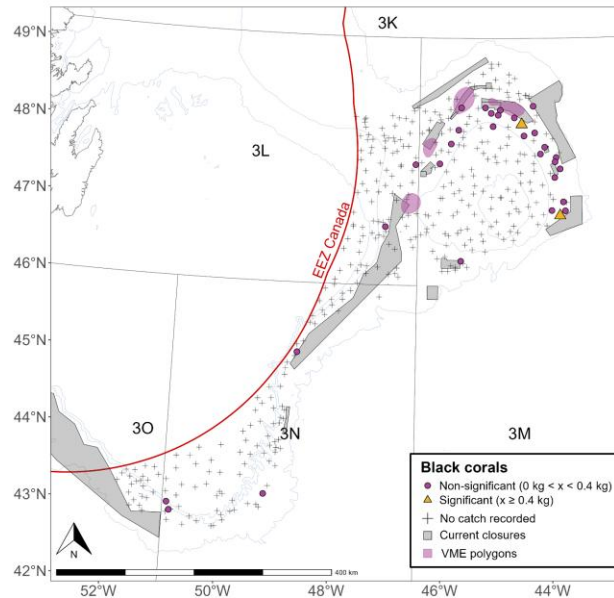 49°N
48°N
47°N
46°N
45°N
44°N
43°N
42°N
3K
3L
EEZ Canada
3O
3N
3M
Black corals
Non-significant (0 kg < x < 0.4 kg)
Significant (x ≥ 0.4 kg)
No catch recorded
Current closures
VME polygons
N
400 km
52°W
50°W
48°W
46°W
44°W